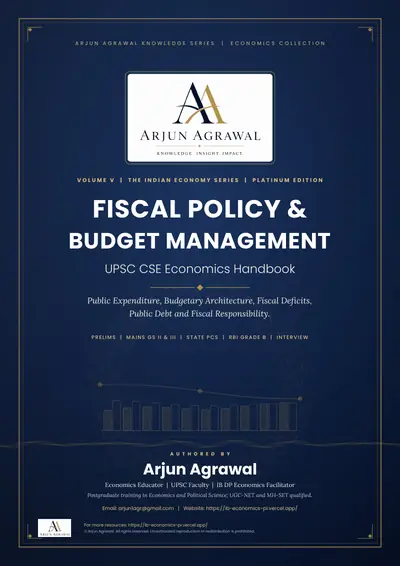 ARJUN AGRAWAL KNOWLEDGE SERIES | ECONOMICS COLLECTION
AA
ARJUN AGRAWAL
KNOWLEDGE. INSIGHT. IMPACT.
VOLUME V | THE INDIAN ECONOMY SERIES | PLATINUM EDITION
FISCAL POLICY &
BUDGET MANAGEMENT
UPSC CSE Economics Handbook
Public Expenditure, Budgetary Architecture, Fiscal Deficits,
Public Debt and Fiscal Responsibility.
PRELIMS | MAINS GS II & III | STATE PCS | RBI GRADE B | INTERVIEW
AUTHORED BY
Arjun Agrawal
Economics Educator | UPSC Faculty | IB DP Economics Facilitator
Postgraduate training in Economics and Political Science; UGC-NET and MH-SET qualified.
Email: arjunlagr@gmail.com | Website: https://ib-economics-pi.vercel.app/
For more resources: https://ib-economics-pi.vercel.app/
© Arjun Agrawal. All rights reserved. Unauthorised reproduction or redistribution is prohibited.
ARJUN AGRAWAL